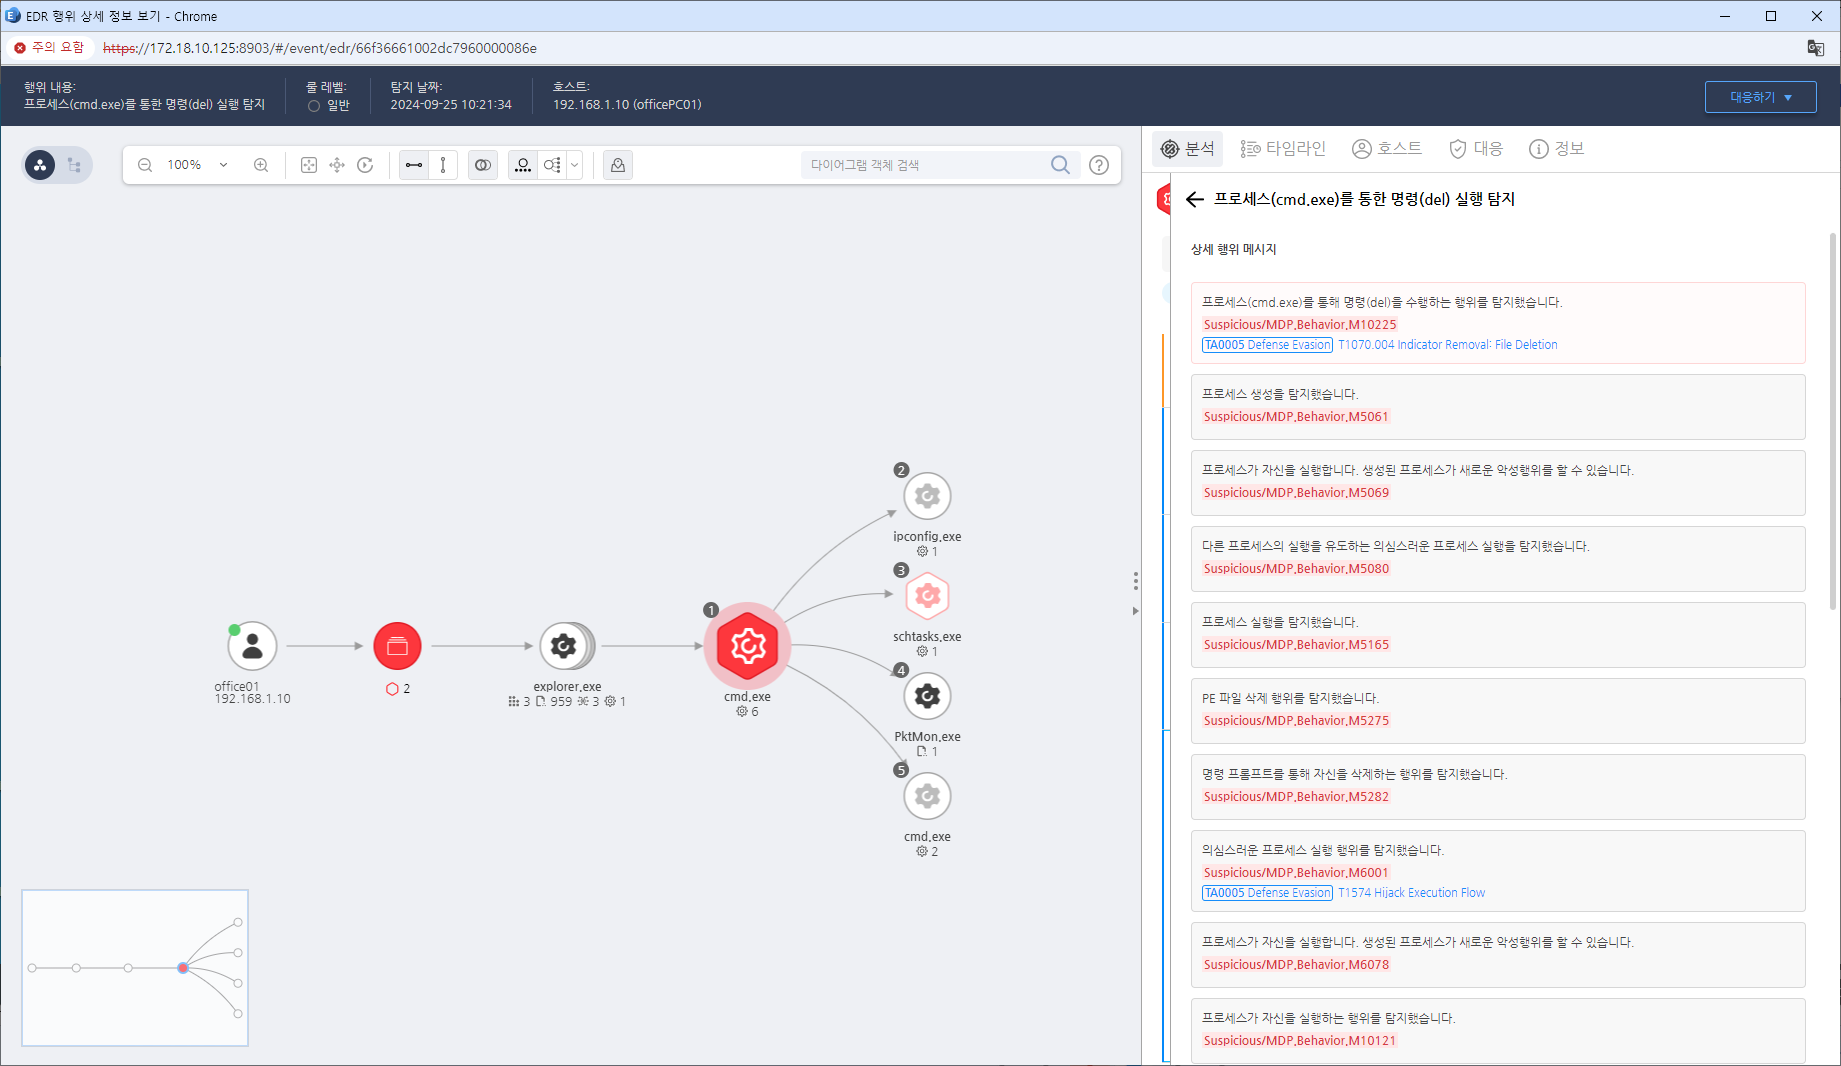 EDR 행위 상세 정보 보기 - Chrome
주의 요함
https://172.18.10.125:8903/#/event/edr/66f36661002dc7960000086e
행위 내용:
프로세스(cmd.exe)를 통한 명령(del) 실행 탐지
룰 레벨:
일반
탐지 날짜:
2024-09-25 10:21:34
호스트:
192.168.1.10 (officePC01)
대응하기
100%
다이어그램 객체 검색
분석
타임라인
호스트
대응
정보
office01
192.168.1.10
2
explorer.exe
3 959 3 1
1
cmd.exe
6
2
ipconfig.exe
1
3
schtasks.exe
1
4
PktMon.exe
1
5
cmd.exe
2
프로세스(cmd.exe)를 통한 명령(del) 실행 탐지
상세 행위 메시지
프로세스(cmd.exe)를 통해 명령(del)을 수행하는 행위를 탐지했습니다.
Suspicious/MDP.Behavior.M10225
TA0005 Defense Evasion T1070.004 Indicator Removal: File Deletion
프로세스 생성을 탐지했습니다.
Suspicious/MDP.Behavior.M5061
프로세스가 자신을 실행합니다. 생성된 프로세스가 새로운 악성행위를 할 수 있습니다.
Suspicious/MDP.Behavior.M5069
다른 프로세스의 실행을 유도하는 의심스러운 프로세스 실행을 탐지했습니다.
Suspicious/MDP.Behavior.M5080
프로세스 실행를 탐지했습니다.
Suspicious/MDP.Behavior.M5165
PE 파일 삭제 행위를 탐지했습니다.
Suspicious/MDP.Behavior.M5275
명령 프롬프트를 통해 자신을 삭제하는 행위를 탐지했습니다.
Suspicious/MDP.Behavior.M5282
의심스러운 프로세스 실행 행위를 탐지했습니다.
Suspicious/MDP.Behavior.M6001
TA0005 Defense Evasion T1574 Hijack Execution Flow
프로세스가 자신을 실행합니다. 생성된 프로세스가 새로운 악성행위를 할 수 있습니다.
Suspicious/MDP.Behavior.M6078
프로세스가 자신을 실행하는 행위를 탐지했습니다.
Suspicious/MDP.Behavior.M10121